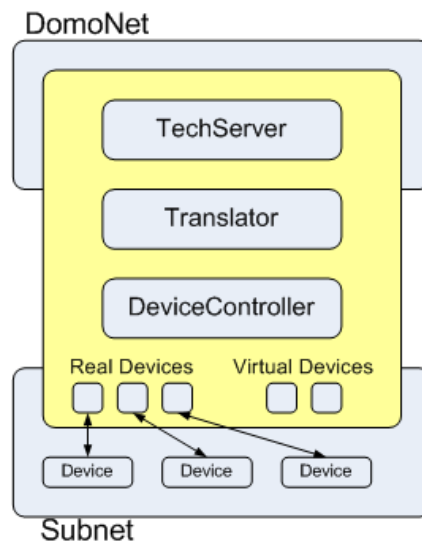 DomoNet
TechServer
Translator
DeviceController
Real Devices Virtual Devices
Device Device Device
Subnet